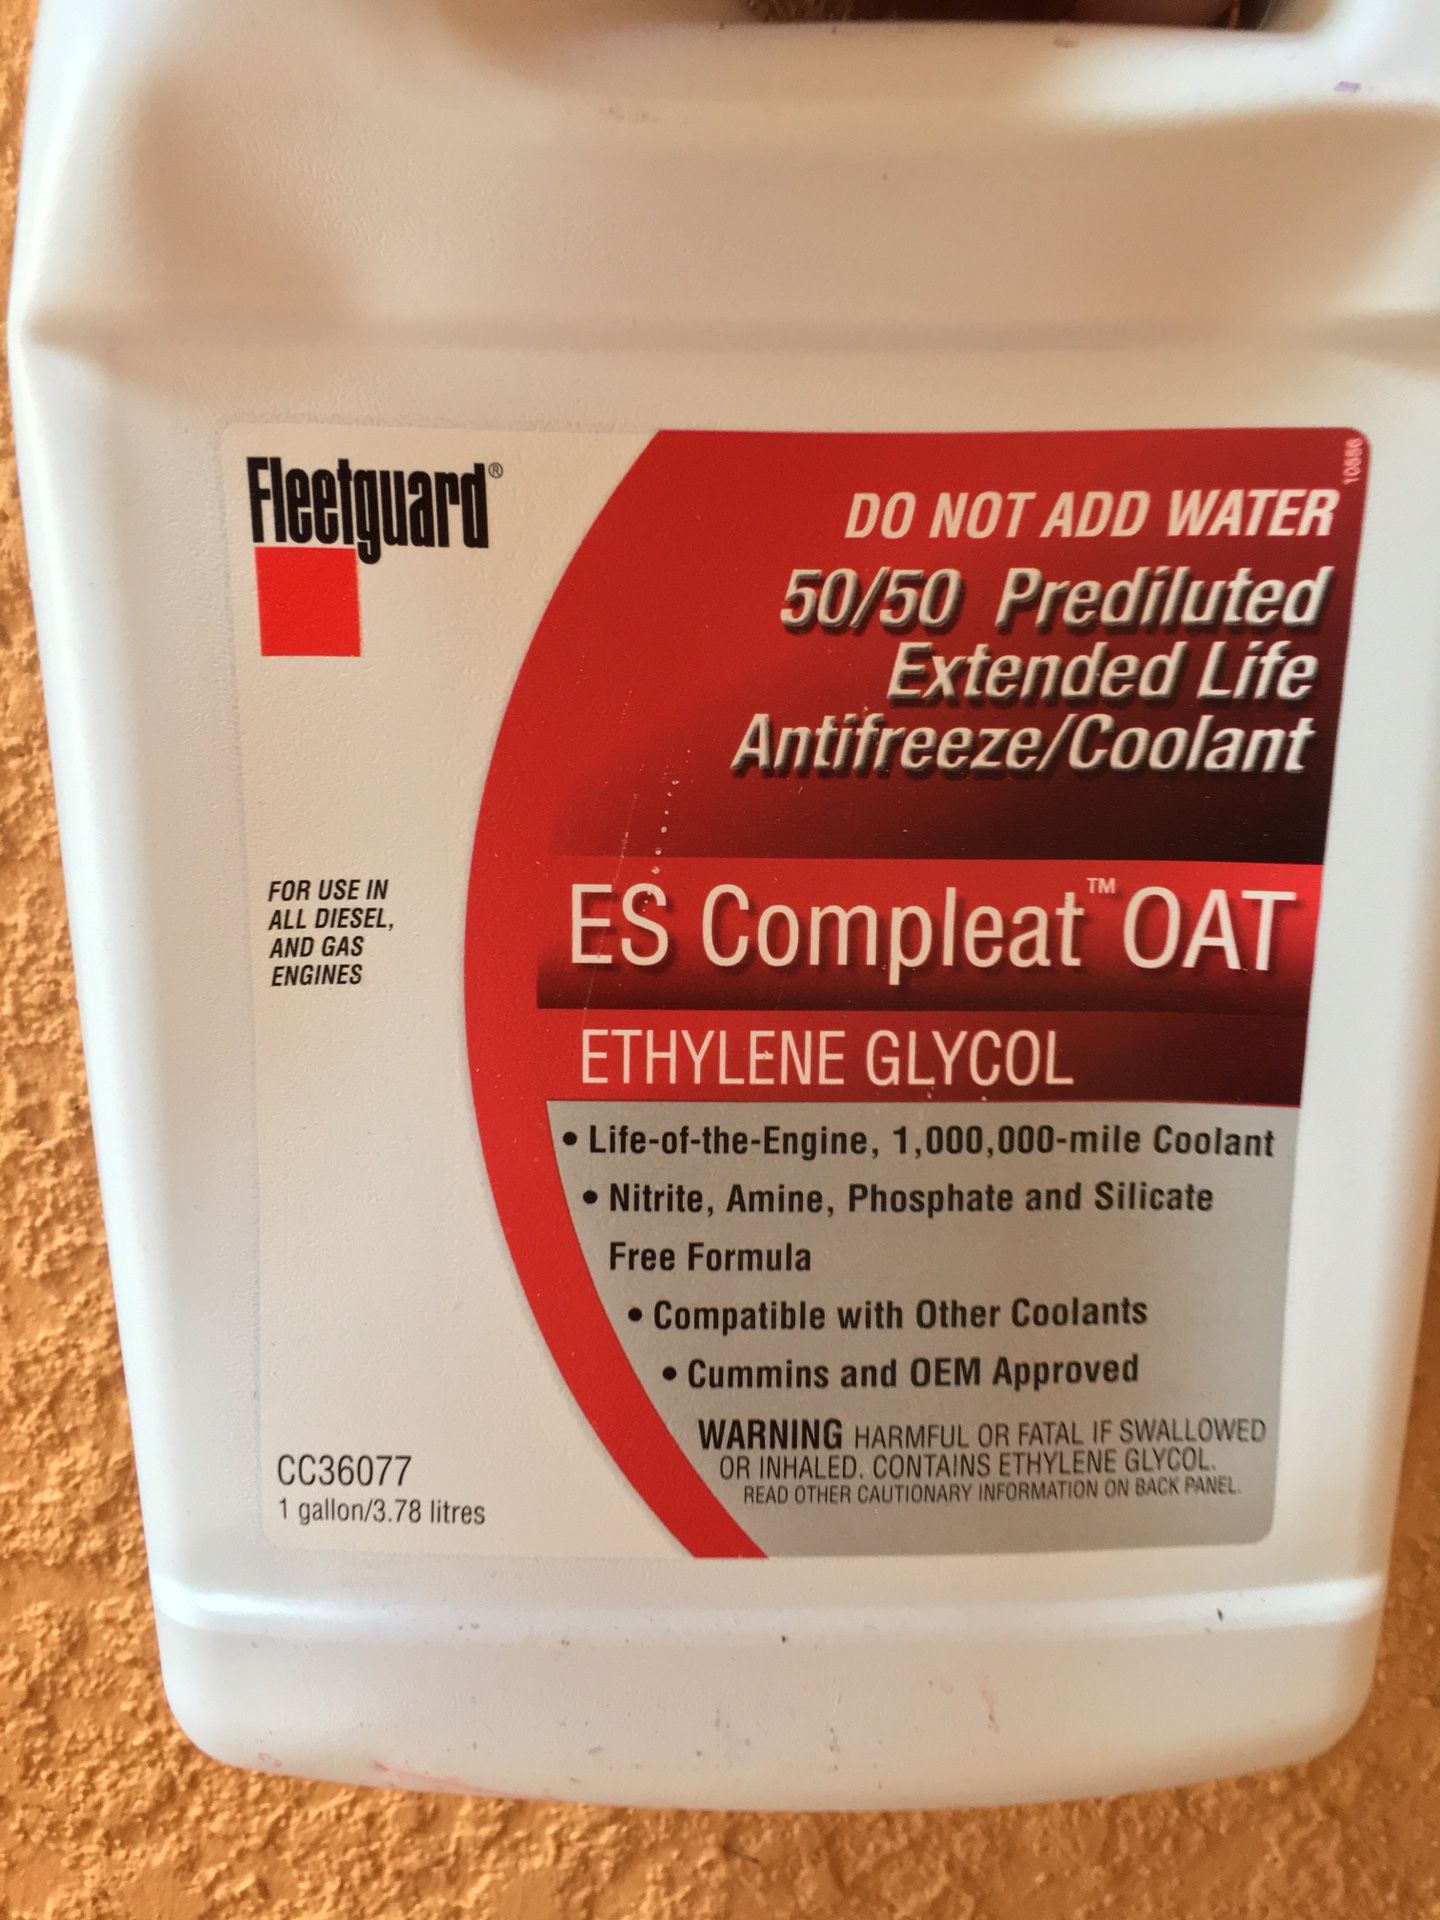 Fleetguard®
10556
DO NOT ADD WATER
50/50 Prediluted
Extended Life
Antifreeze/Coolant
FOR USE IN
ALL DIESEL,
AND GAS
ENGINES
ES Compleat™ OAT
ETHYLENE GLYCOL
• Life-of-the-Engine, 1,000,000-mile Coolant
• Nitrite, Amine, Phosphate and Silicate
Free Formula
• Compatible with Other Coolants
• Cummins and OEM Approved
WARNING HARMFUL OR FATAL IF SWALLOWED
OR INHALED. CONTAINS ETHYLENE GLYCOL.
READ OTHER CAUTIONARY INFORMATION ON BACK PANEL.
CC36077
1 gallon/3.78 litres